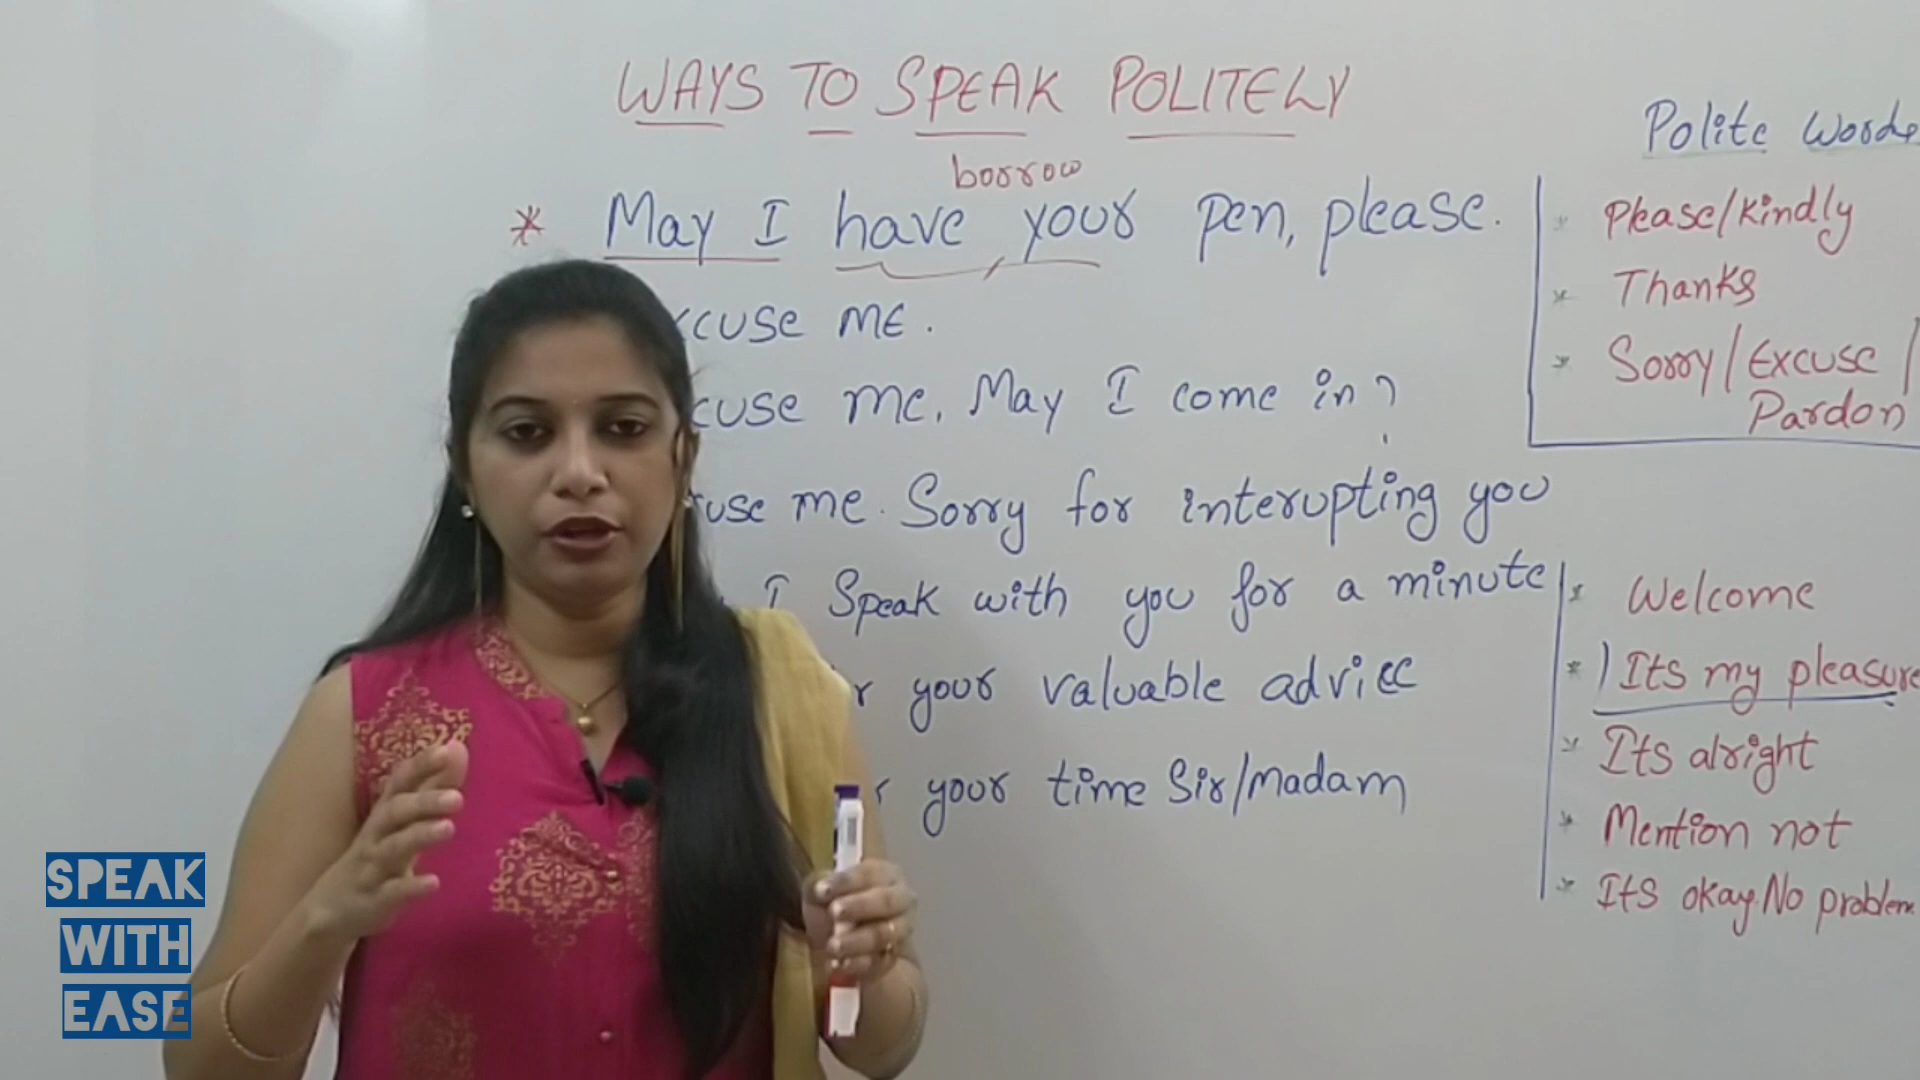 WAYS TO SPEAK POLITELY
borrow
* May I have your pen, please.
xcuse me.
cuse me, May I come in?
use me. Sorry for interupting you
I Speak with you for a minute
r your valuable advice
r your time Sir/Madam
Polite Words
* Please/Kindly
* Thanks
* Sorry/Excuse/
Pardon
* Welcome
* Its my pleasure
* Its alright
* Mention not
* Its okay. No problem
SPEAK
WITH
EASE